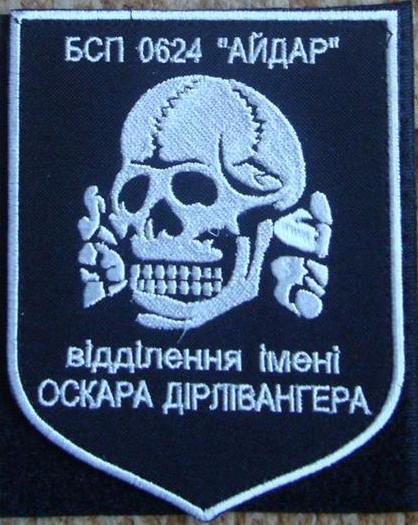 БСП 0624 "АЙДАР"
відділення імені
ОСКАРА ДІРЛІВАНГЕРА